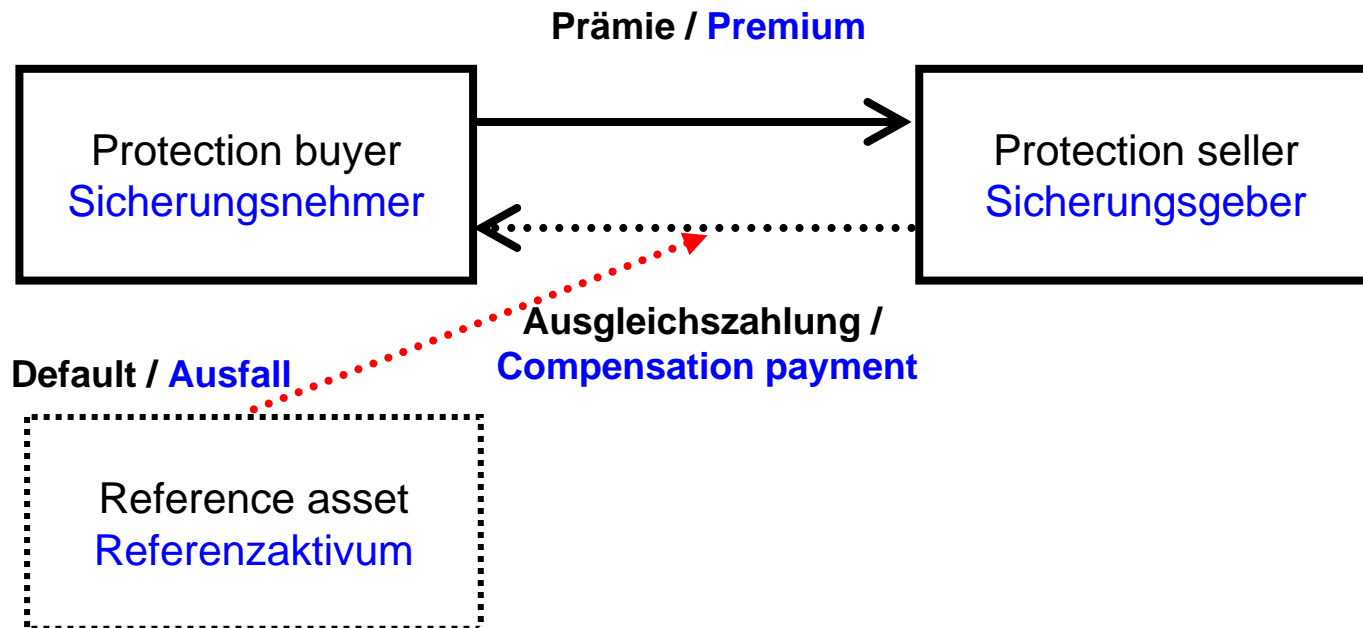 Prämie / Premium
Protection buyer
Sicherungsnehmer
Protection seller
Sicherungsgeber
Ausgleichszahlung /
Compensation payment
Default / Ausfall
Reference asset
Referenzaktivum